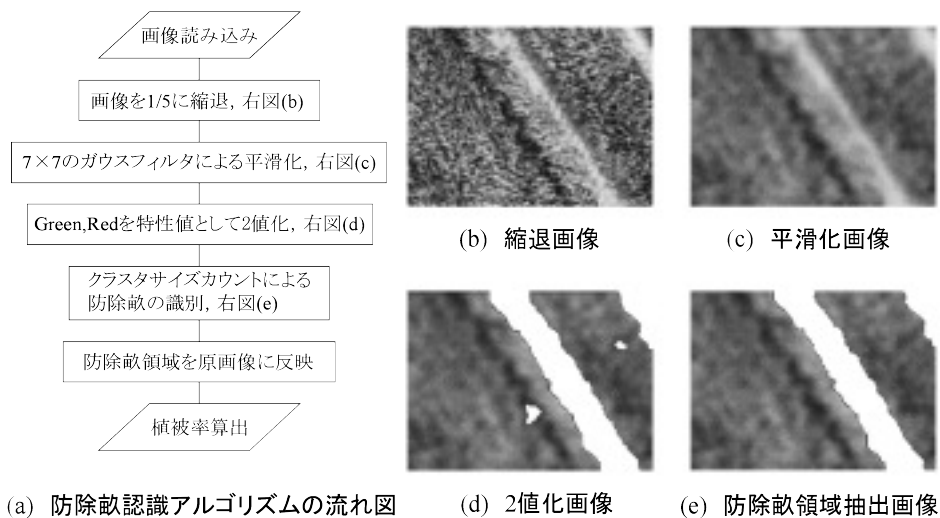 画像読み込み
画像を1/5に縮退, 右図(b)
7×7のガウスフィルタによる平滑化, 右図(c)
Green,Redを特性値として2値化, 右図(d)
クラスタサイズカウントによる
防除畝の識別, 右図(e)
防除畝領域を原画像に反映
植被率算出
(a) 防除畝認識アルゴリズムの流れ図
(b) 縮退画像
(c) 平滑化画像
(d) 2値化画像
(e) 防除畝領域抽出画像